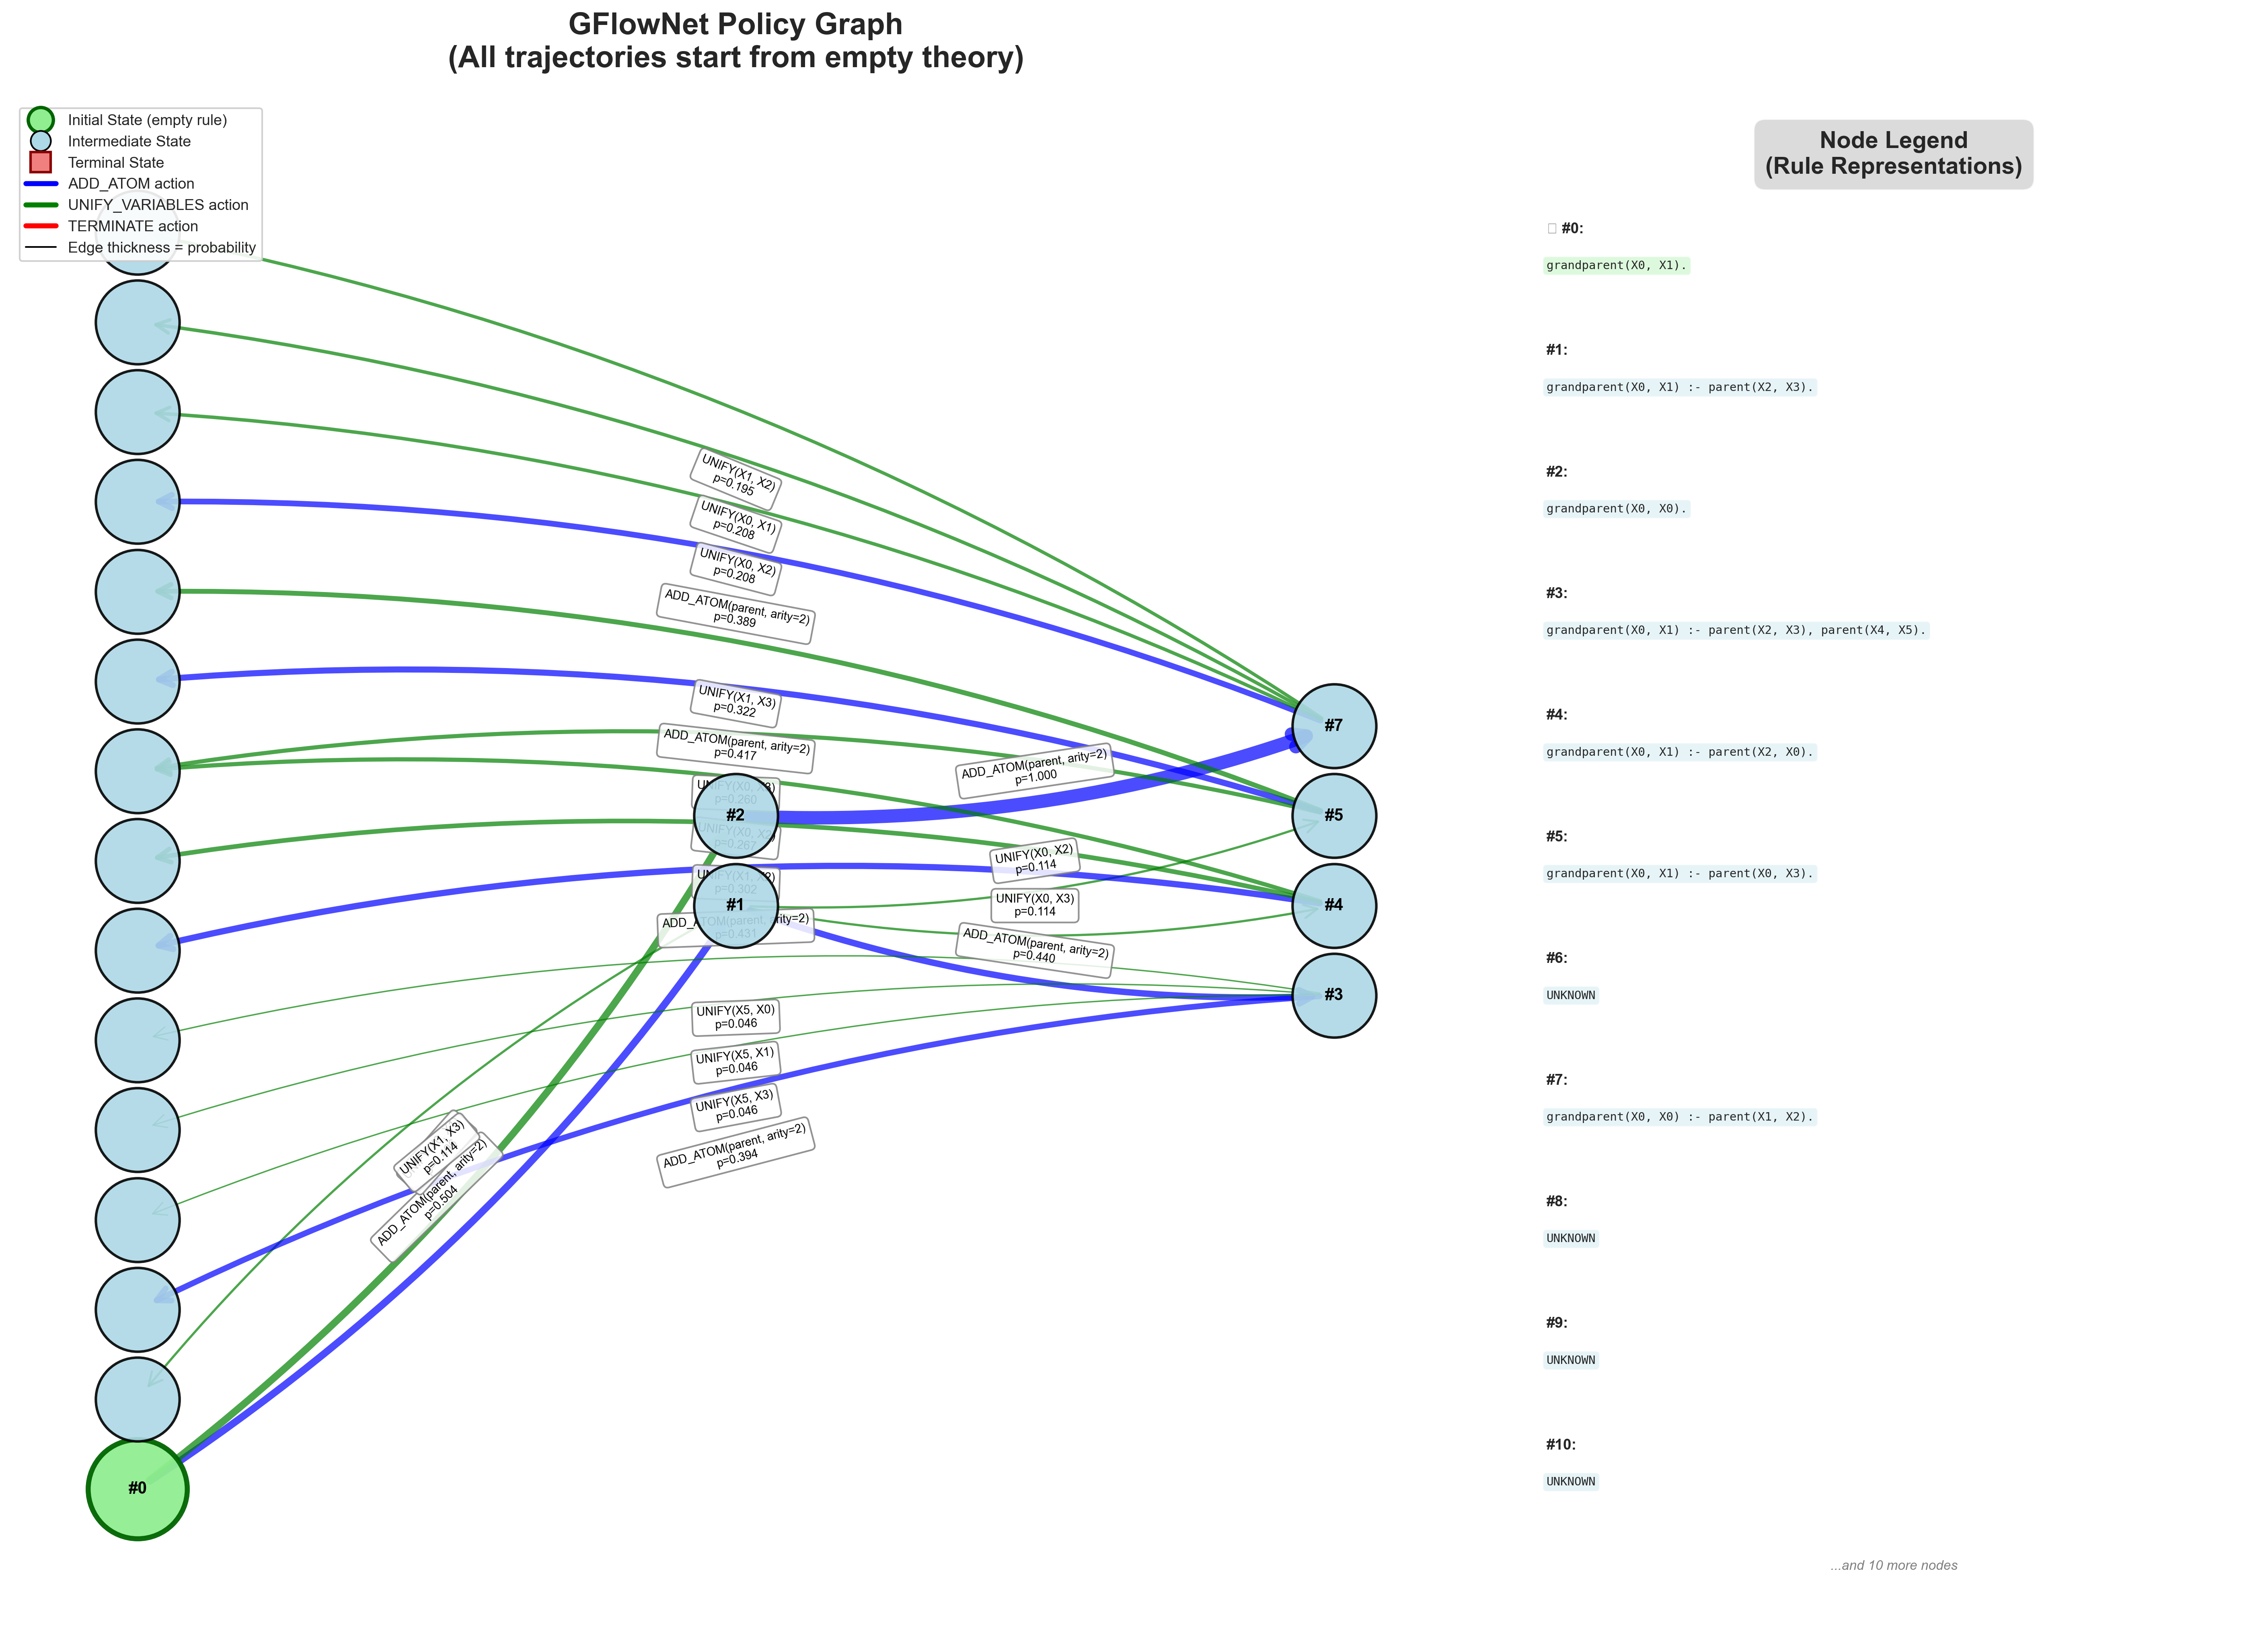 GFlowNet Policy Graph
(All trajectories start from empty theory)
Initial State (empty rule)
Intermediate State
Terminal State
ADD_ATOM action
UNIFY_VARIABLES action
TERMINATE action
Edge thickness = probability
UNIFY(X1, X2)
p=0.195
UNIFY(X0, X1)
p=0.208
UNIFY(X0, X2)
p=0.208
ADD_ATOM(parent, arity=2)
p=0.389
UNIFY(X1, X3)
p=0.322
ADD_ATOM(parent, arity=2)
p=0.417
p=0.260
p=0.267
p=0.302
ADD_ATOM(parent, arity=2)
p=0.431
ADD_ATOM(parent, arity=2)
p=1.000
UNIFY(X0, X2)
p=0.114
UNIFY(X0, X3)
p=0.114
ADD_ATOM(parent, arity=2)
p=0.440
UNIFY(X5, X0)
p=0.046
UNIFY(X5, X1)
p=0.046
UNIFY(X5, X3)
p=0.046
ADD_ATOM(parent, arity=2)
p=0.394
UNIFY(X1, X3)
p=0.114
ADD_ATOM(parent, arity=2)
p=0.504
#7
#2
#5
#1
#4
#3
#0
Node Legend
(Rule Representations)
#0:
grandparent(X0, X1).
#1:
grandparent(X0, X1) :- parent(X2, X3).
#2:
grandparent(X0, X0).
#3:
grandparent(X0, X1) :- parent(X2, X3), parent(X4, X5).
#4:
grandparent(X0, X1) :- parent(X2, X0).
#5:
grandparent(X0, X1) :- parent(X0, X3).
#6:
UNKNOWN
#7:
grandparent(X0, X0) :- parent(X1, X2).
#8:
UNKNOWN
#9:
UNKNOWN
#10:
UNKNOWN
...and 10 more nodes